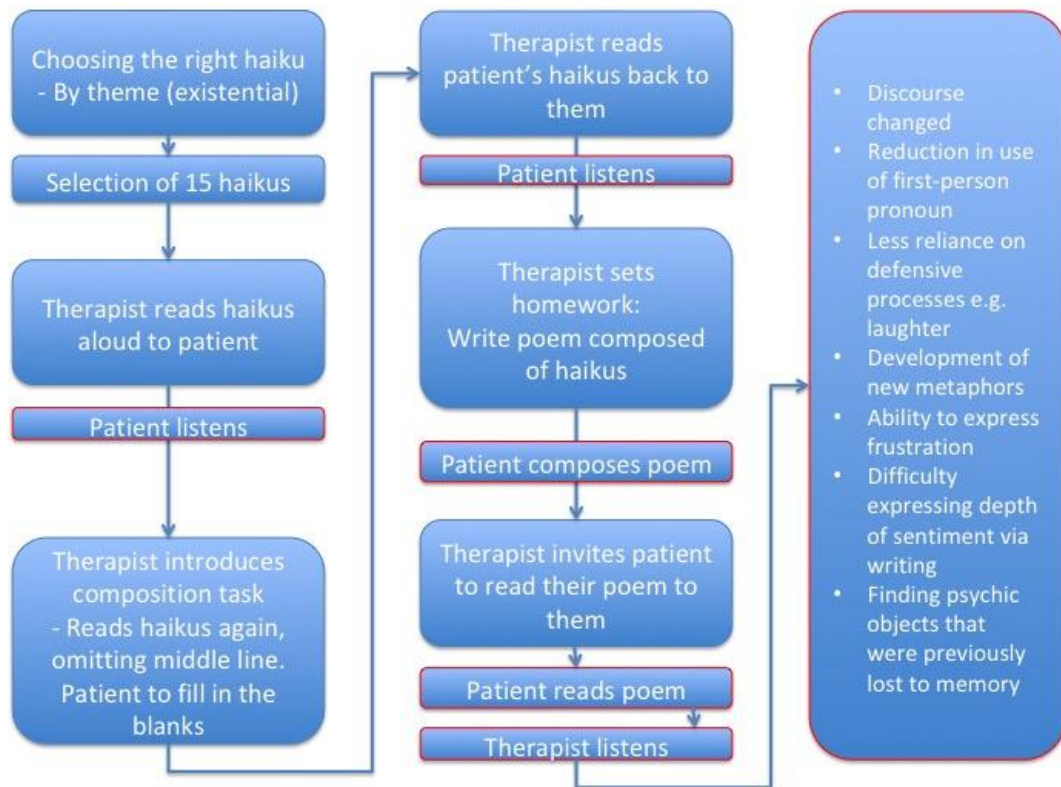 Choosing the right haiku
- By theme (existential)
Selection of 15 haikus
Therapist reads haikus
aloud to patient
Patient listens
Therapist introduces
composition task
- Reads haikus again,
omitting middle line.
Patient to fill in the
blanks
Therapist reads
patient's haikus back to
them
Patient listens
Therapist sets
homework:
Write poem composed
of haikus
Patient composes poem
Therapist invites patient
to read their poem to
them
Patient reads poem
Therapist listens
• Discourse
changed
• Reduction in use
of first-person
pronoun
• Less reliance on
defensive
processes e.g.
laughter
• Development of
new metaphors
• Ability to express
frustration
• Difficulty
expressing depth
of sentiment via
writing
• Finding psychic
objects that
were previously
lost to memory